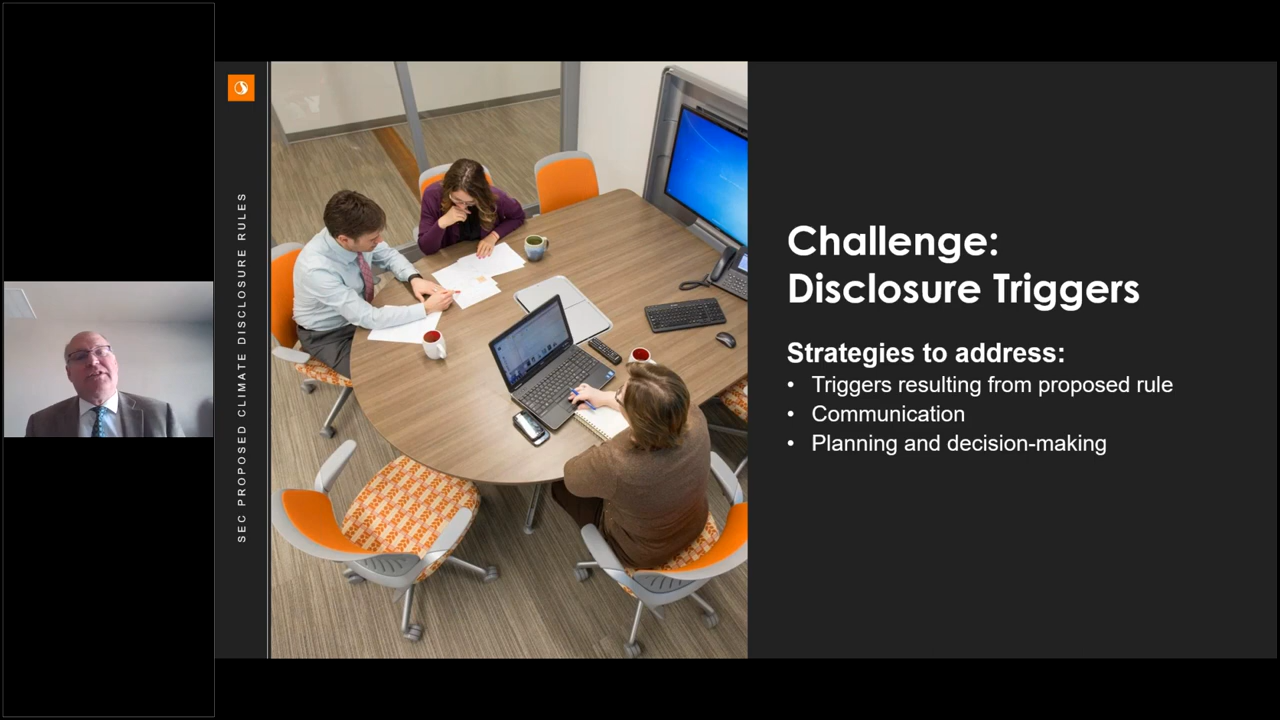 SEC PROPOSED CLIMATE DISCLOSURE RULES
Challenge:
Disclosure Triggers
Strategies to address:
• Triggers resulting from proposed rule
• Communication
• Planning and decision-making